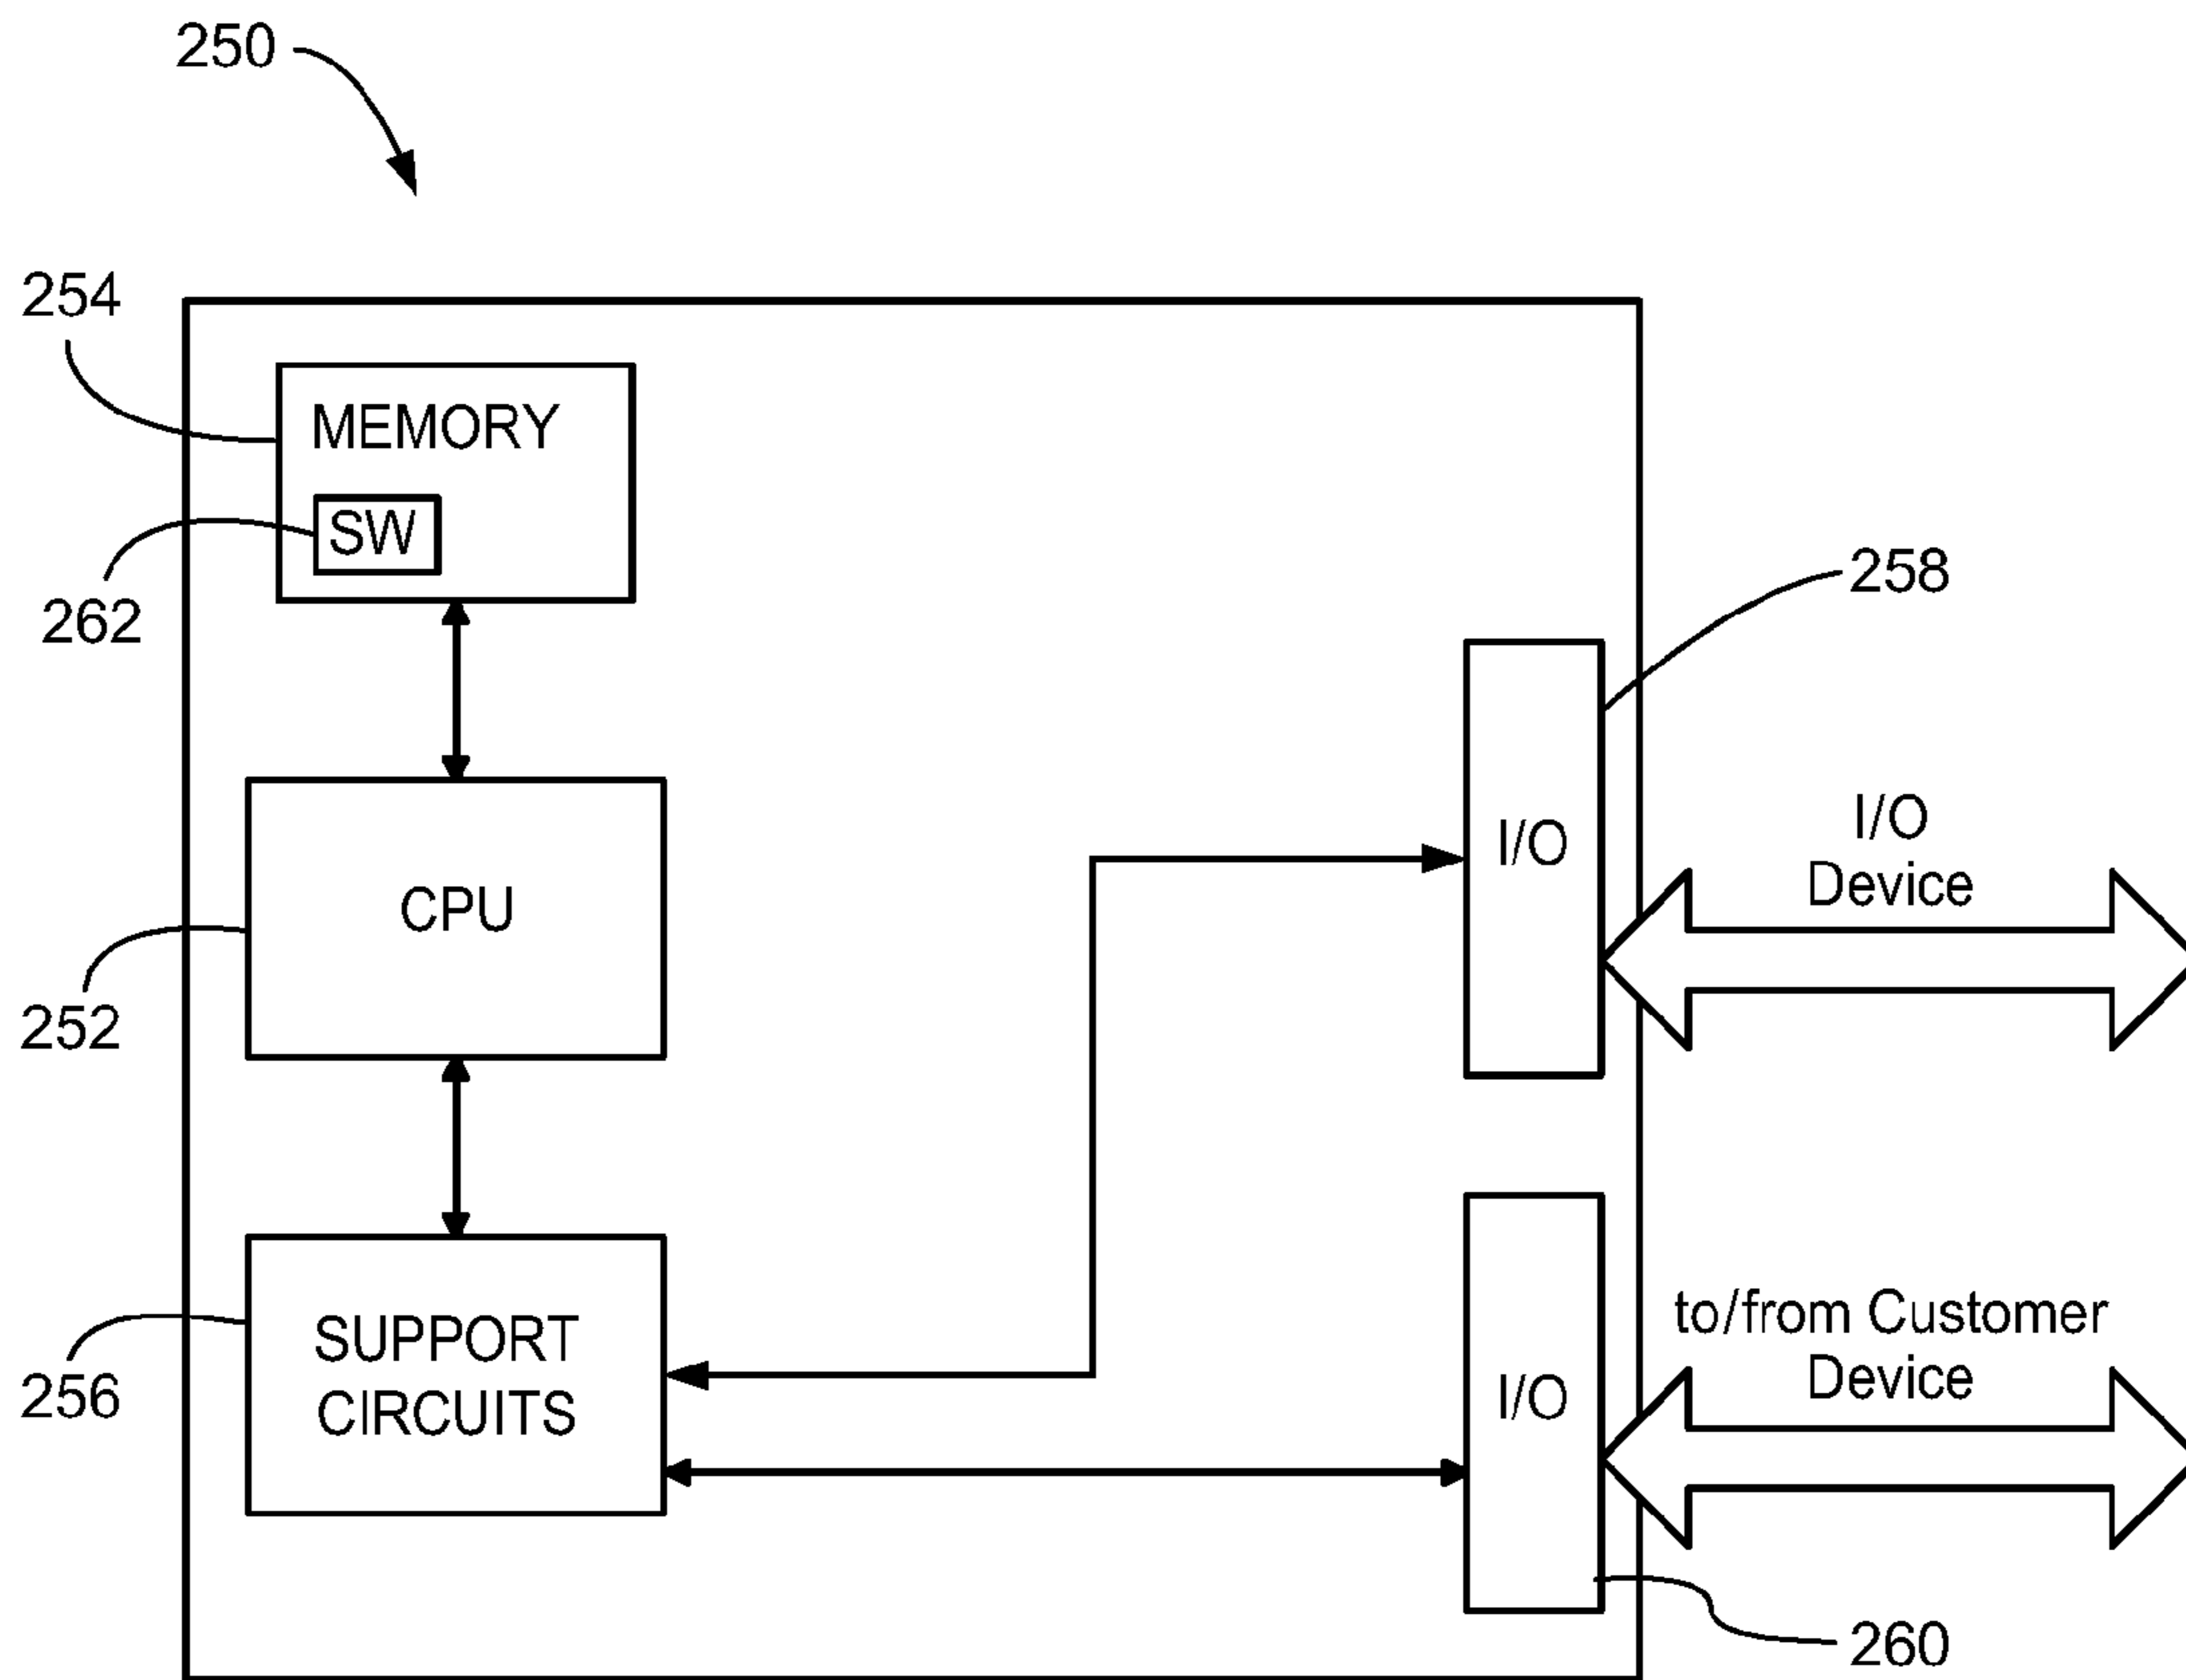 250
254
MEMORY
SW
262
258
I/O
Device
I/O
CPU
252
to/from Customer
Device
SUPPORT
CIRCUITS
I/O
256
260